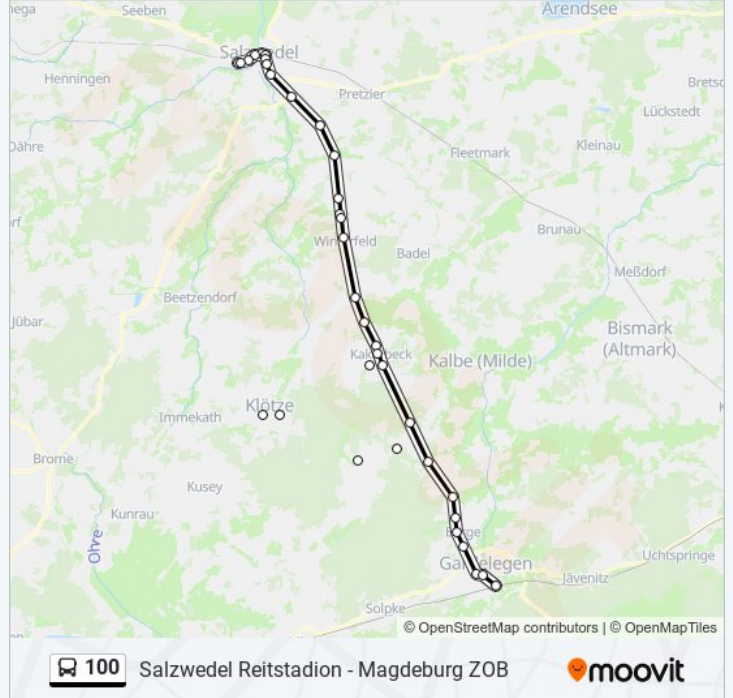 Seeben
Arendsee
Salzwedel
Henningen
Pretzier
Lückstedt
Dähre
Fleetmark
Kleinau
Brunau
Winterfeld
Badel
Meßdorf
Beetzendorf
Jübar
Bismark
(Altmark)
Kakerbeck
Kalbe (Milde)
Klötze
Immekath
Brome
Kusey
Kunrau
Ohre
Berge
Gardelegen
Uchtspringe
Jävenitz
Solpke
© OpenStreetMap contributors | © OpenMapTiles
100 Salzwedel Reitstadion - Magdeburg ZOB moovit